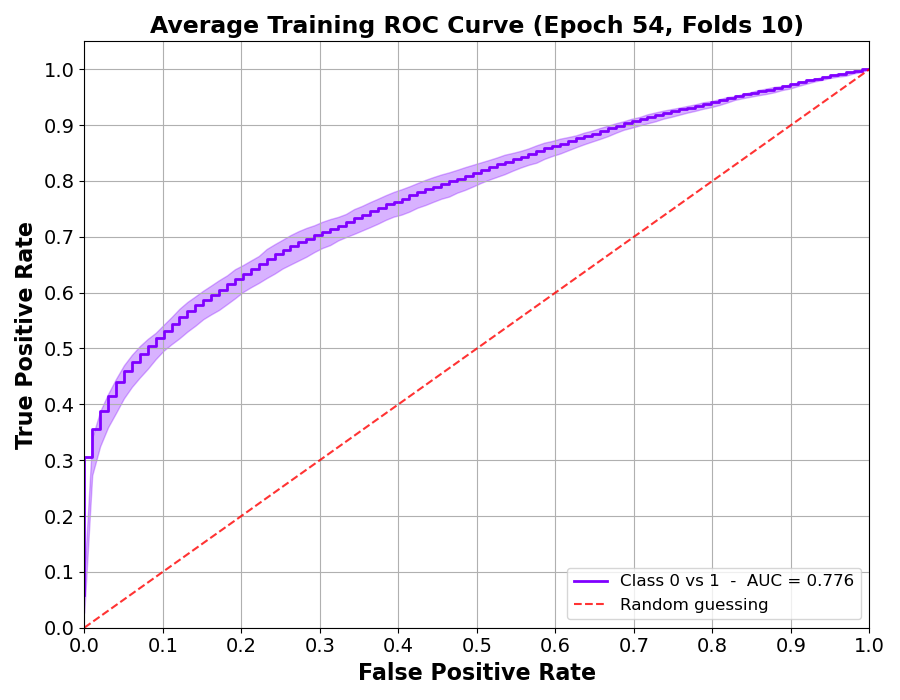 Average Training ROC Curve (Epoch 54, Folds 10)
True Positive Rate
1.0
0.9
0.8
0.7
0.6
0.5
0.4
0.3
0.2
0.1
0.0
Class 0 vs 1 - AUC = 0.776
Random guessing
0.0 0.1 0.2 0.3 0.4 0.5 0.6 0.7 0.8 0.9 1.0
False Positive Rate